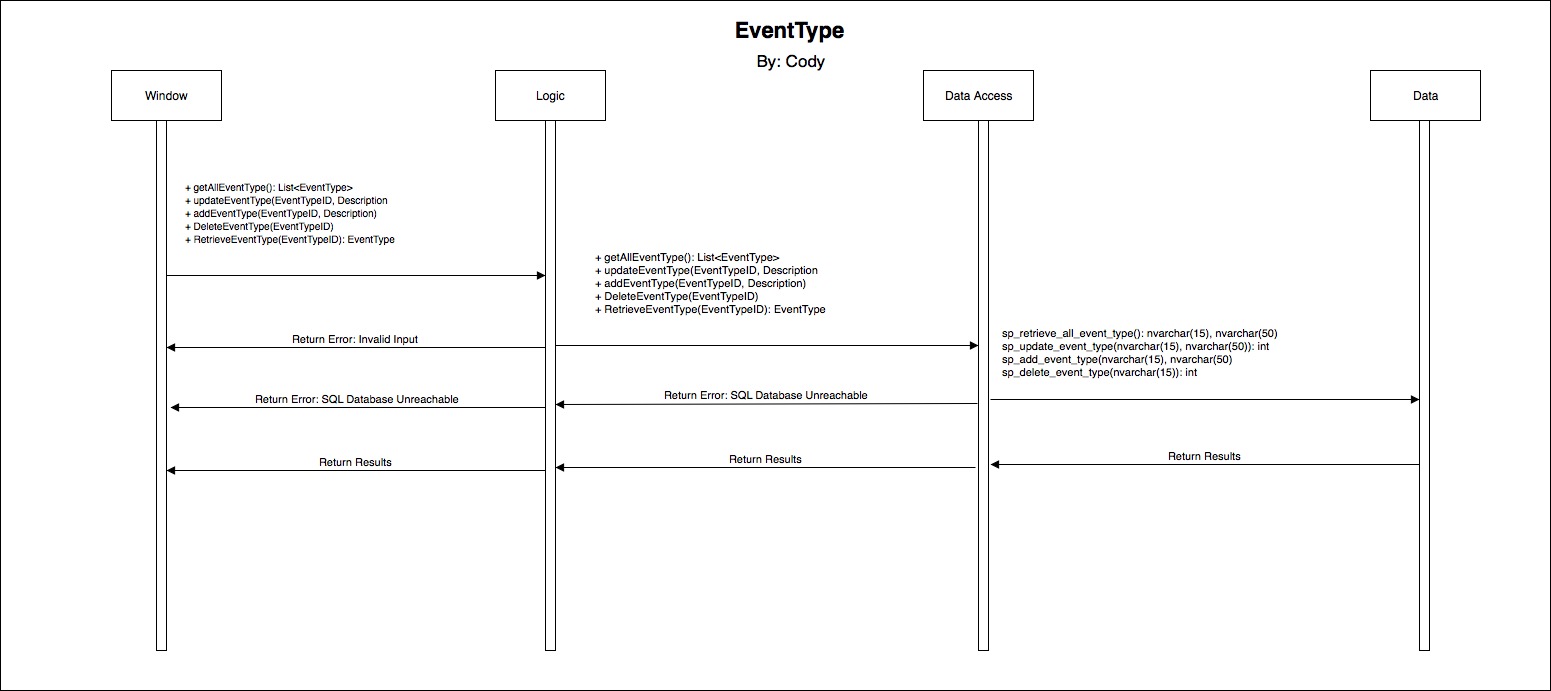 EventType
By: Cody
Window
Logic
Data Access
Data
+ getAllEventType(): List<EventType>
+ updateEventType(EventTypeID, Description
+ addEventType(EventTypeID, Description)
+ DeleteEventType(EventTypeID)
+ RetrieveEventType(EventTypeID): EventType
+ getAllEventType(): List<EventType>
+ updateEventType(EventTypeID, Description
+ addEventType(EventTypeID, Description)
+ DeleteEventType(EventTypeID)
+ RetrieveEventType(EventTypeID): EventType
sp_retrieve_all_event_type(): nvarchar(15), nvarchar(50)
sp_update_event_type(nvarchar(15), nvarchar(50)): int
sp_add_event_type(nvarchar(15), nvarchar(50)
sp_delete_event_type(nvarchar(15)): int
Return Error: Invalid Input
Return Error: SQL Database Unreachable
Return Error: SQL Database Unreachable
Return Results
Return Results
Return Results